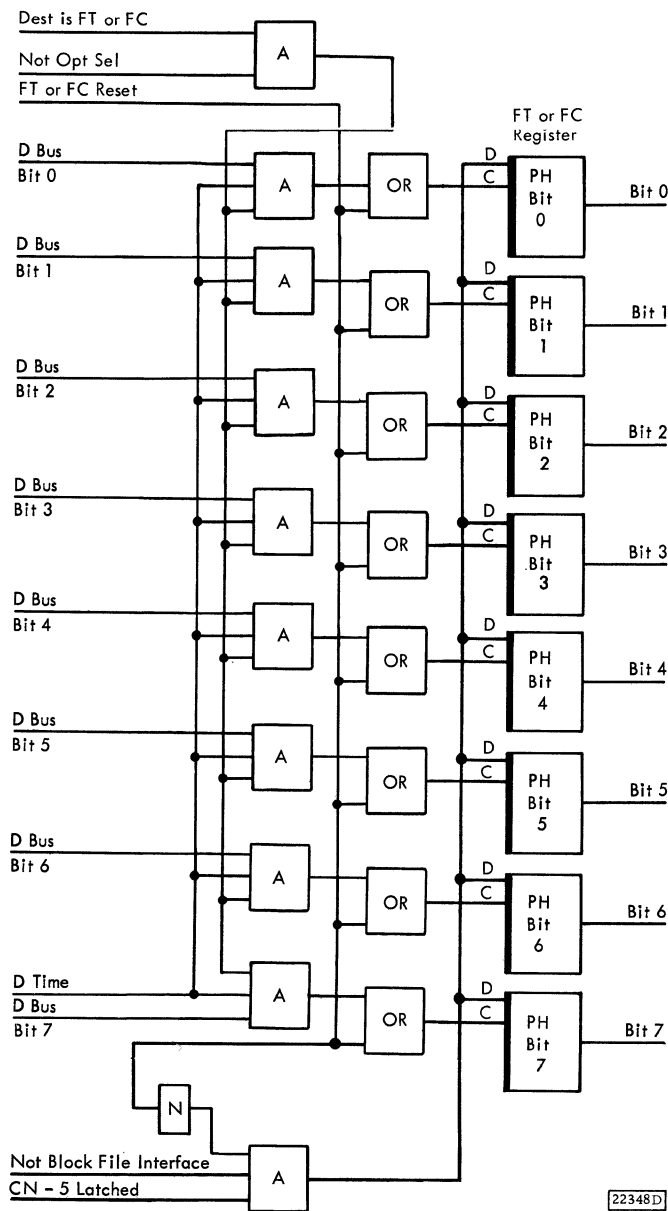 Dest is FT or FC
A
Not Opt Sel
FT or FC Reset
FT or FC
Register
D Bus
Bit 0
A
OR
D
C
PH
Bit
0
Bit 0
D Bus
Bit 1
A
OR
D
C
PH
Bit
1
Bit 1
D Bus
Bit 2
A
OR
D
C
PH
Bit
2
Bit 2
D Bus
Bit 3
A
OR
D
C
PH
Bit
3
Bit 3
D Bus
Bit 4
A
OR
D
C
PH
Bit
4
Bit 4
D Bus
Bit 5
A
OR
D
C
PH
Bit
5
Bit 5
D Bus
Bit 6
A
OR
D
C
PH
Bit
6
Bit 6
D Time
D Bus
Bit 7
A
OR
D
C
PH
Bit
7
Bit 7
N
Not Block File Interface
A
CN - 5 Latched
22348D